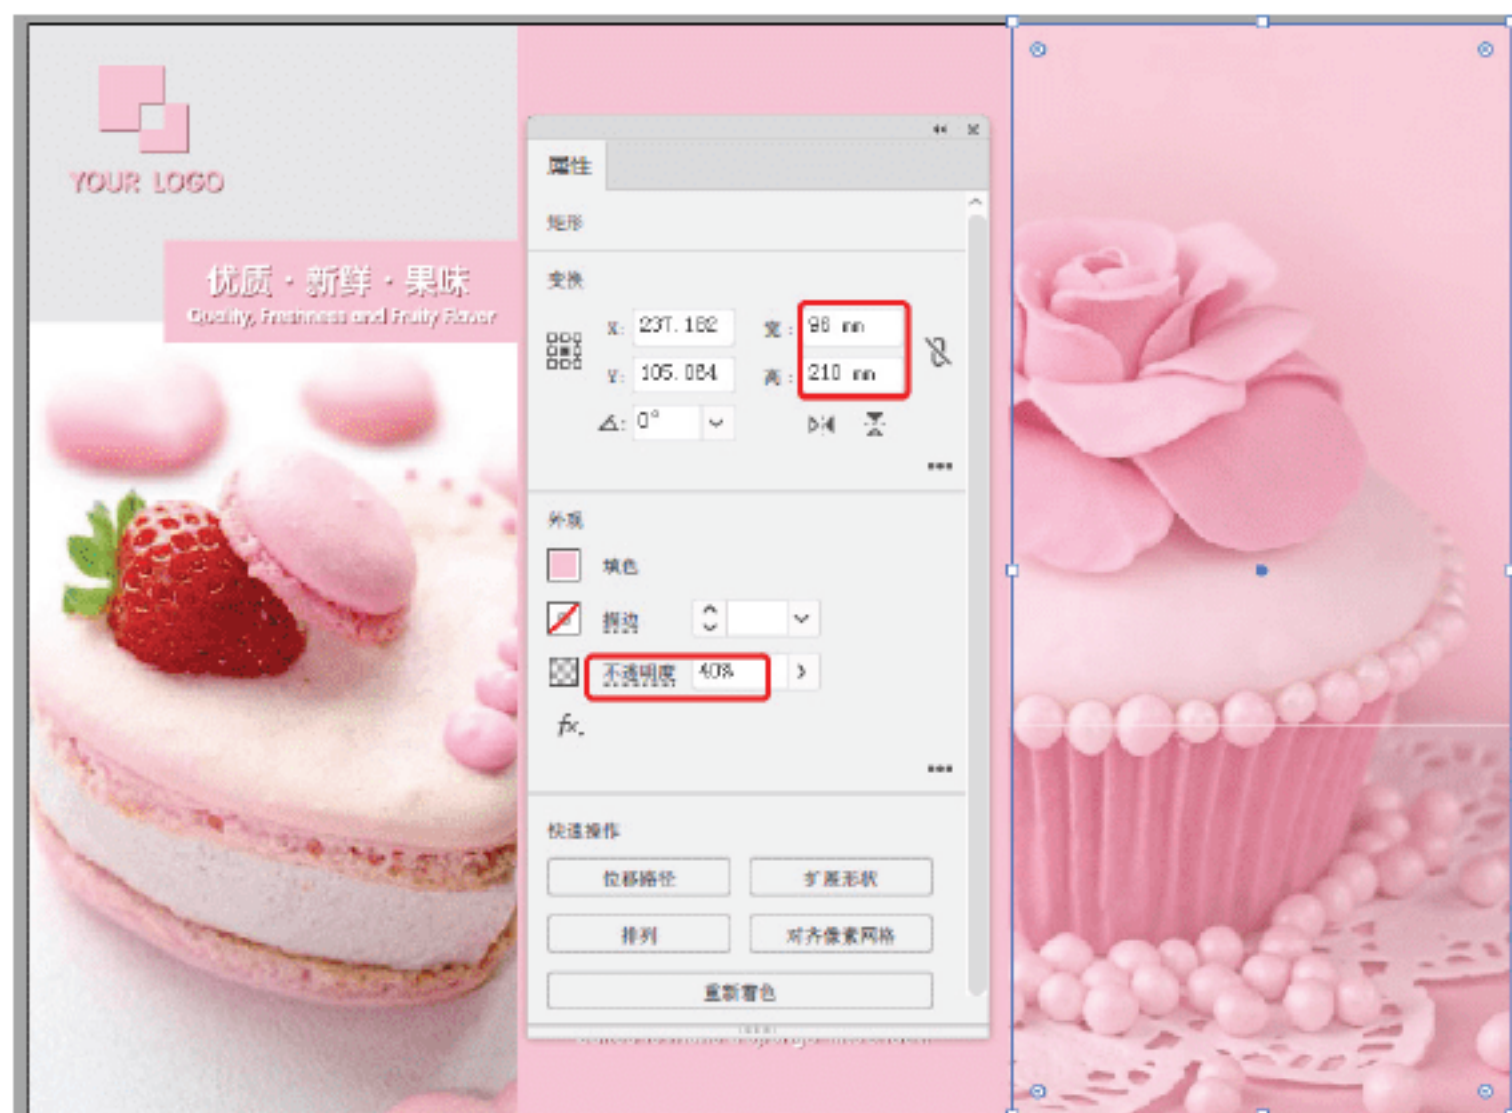 YOUR LOGO
优质·新鲜·果味
Quality, Freshness and Fruity Flavor
属性
矩形
变换
X: 237.162 宽: 96 mm
Y: 105.064 高: 210 mm
0°
外观
填色
描边
不透明度 40%
fx.
快速操作
位移路径 扩展形状
排列 对齐像素网格
重新着色